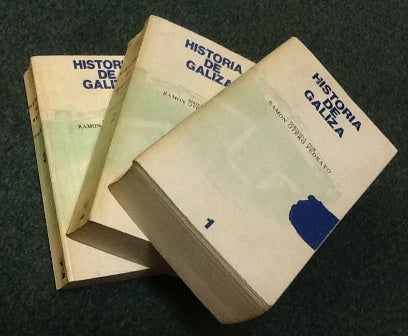 HISTORIA
DE
GALIZA
RAMON
HISTORIA
DE
GALIZA
RAMON
HISTORIA
DE
GALIZA
RAMON OTERO PEDRAYO
1